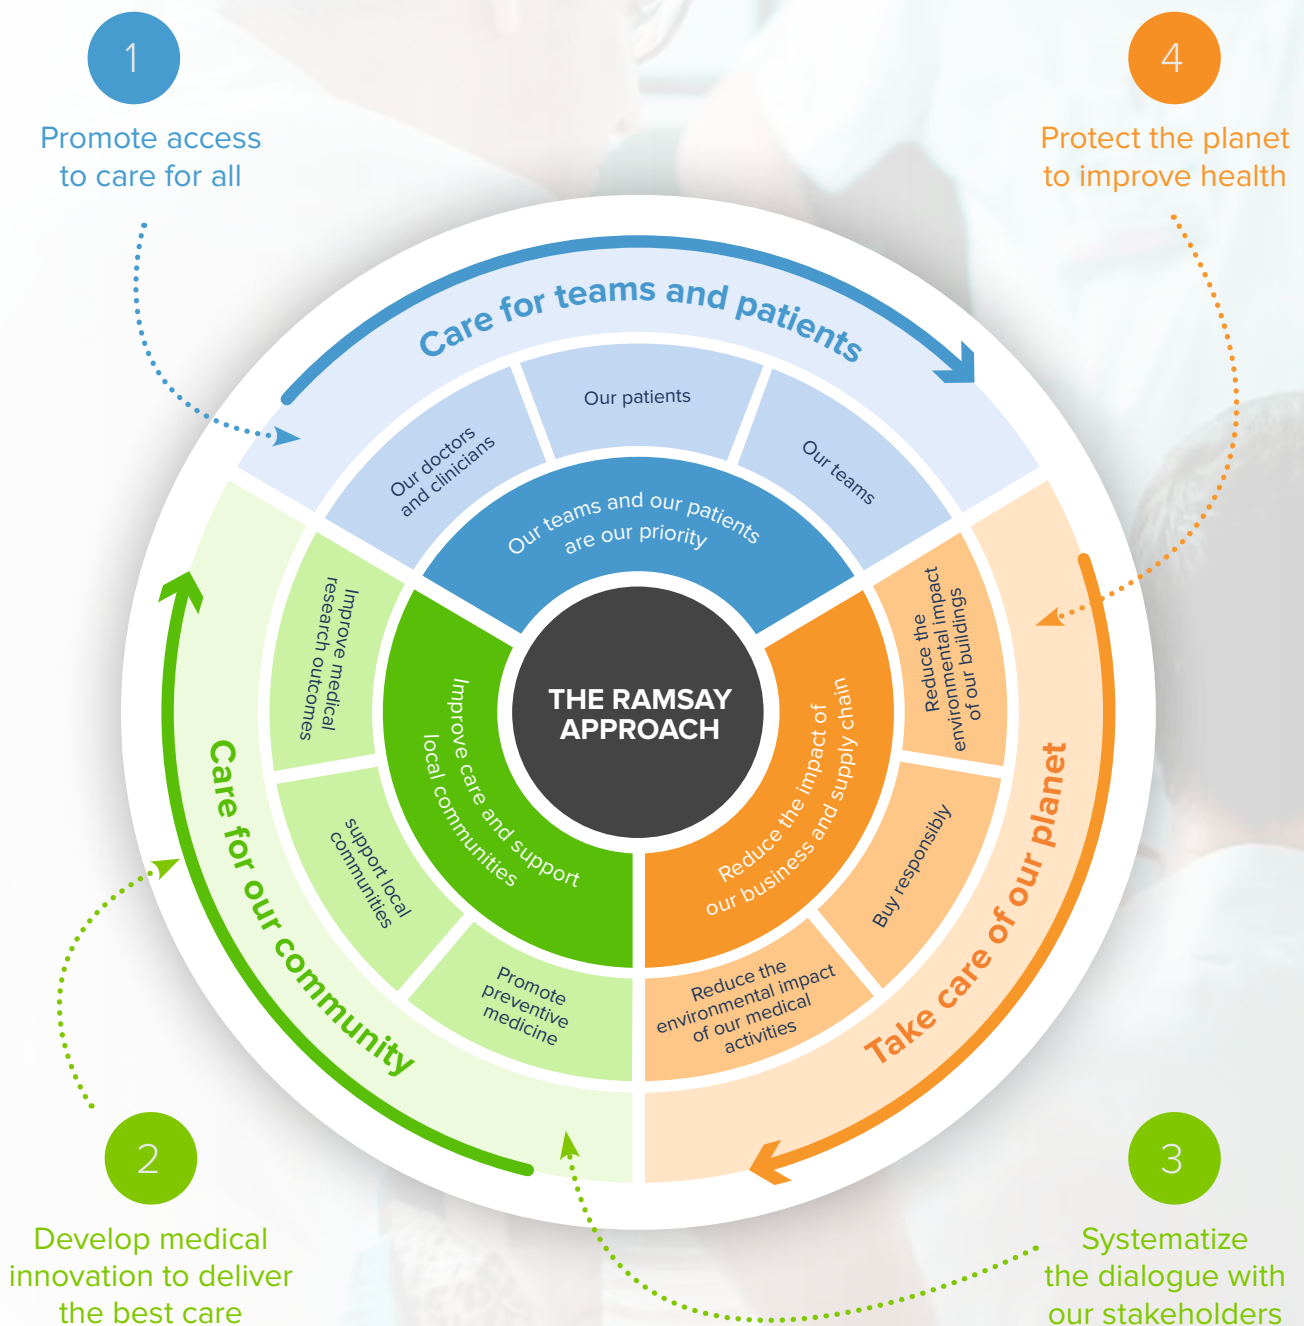 1
Promote access
to care for all
4
Protect the planet
to improve health
Care for teams and patients
Our doctors
and clinicians
Our patients
Our teams
Our teams and our patients
are our priority
Improve medical
research outcomes
support local
communities
Promote
preventive
medicine
Improve care and support
local communities
Care for our community
THE RAMSAY
APPROACH
Reduce the impact of
our business and supply chain
Reduce the
environmental impact
of our buildings
Buy responsibly
Reduce the
environmental impact
of our medical
activities
Take care of our planet
2
Develop medical
innovation to deliver
the best care
3
Systematize
the dialogue with
our stakeholders